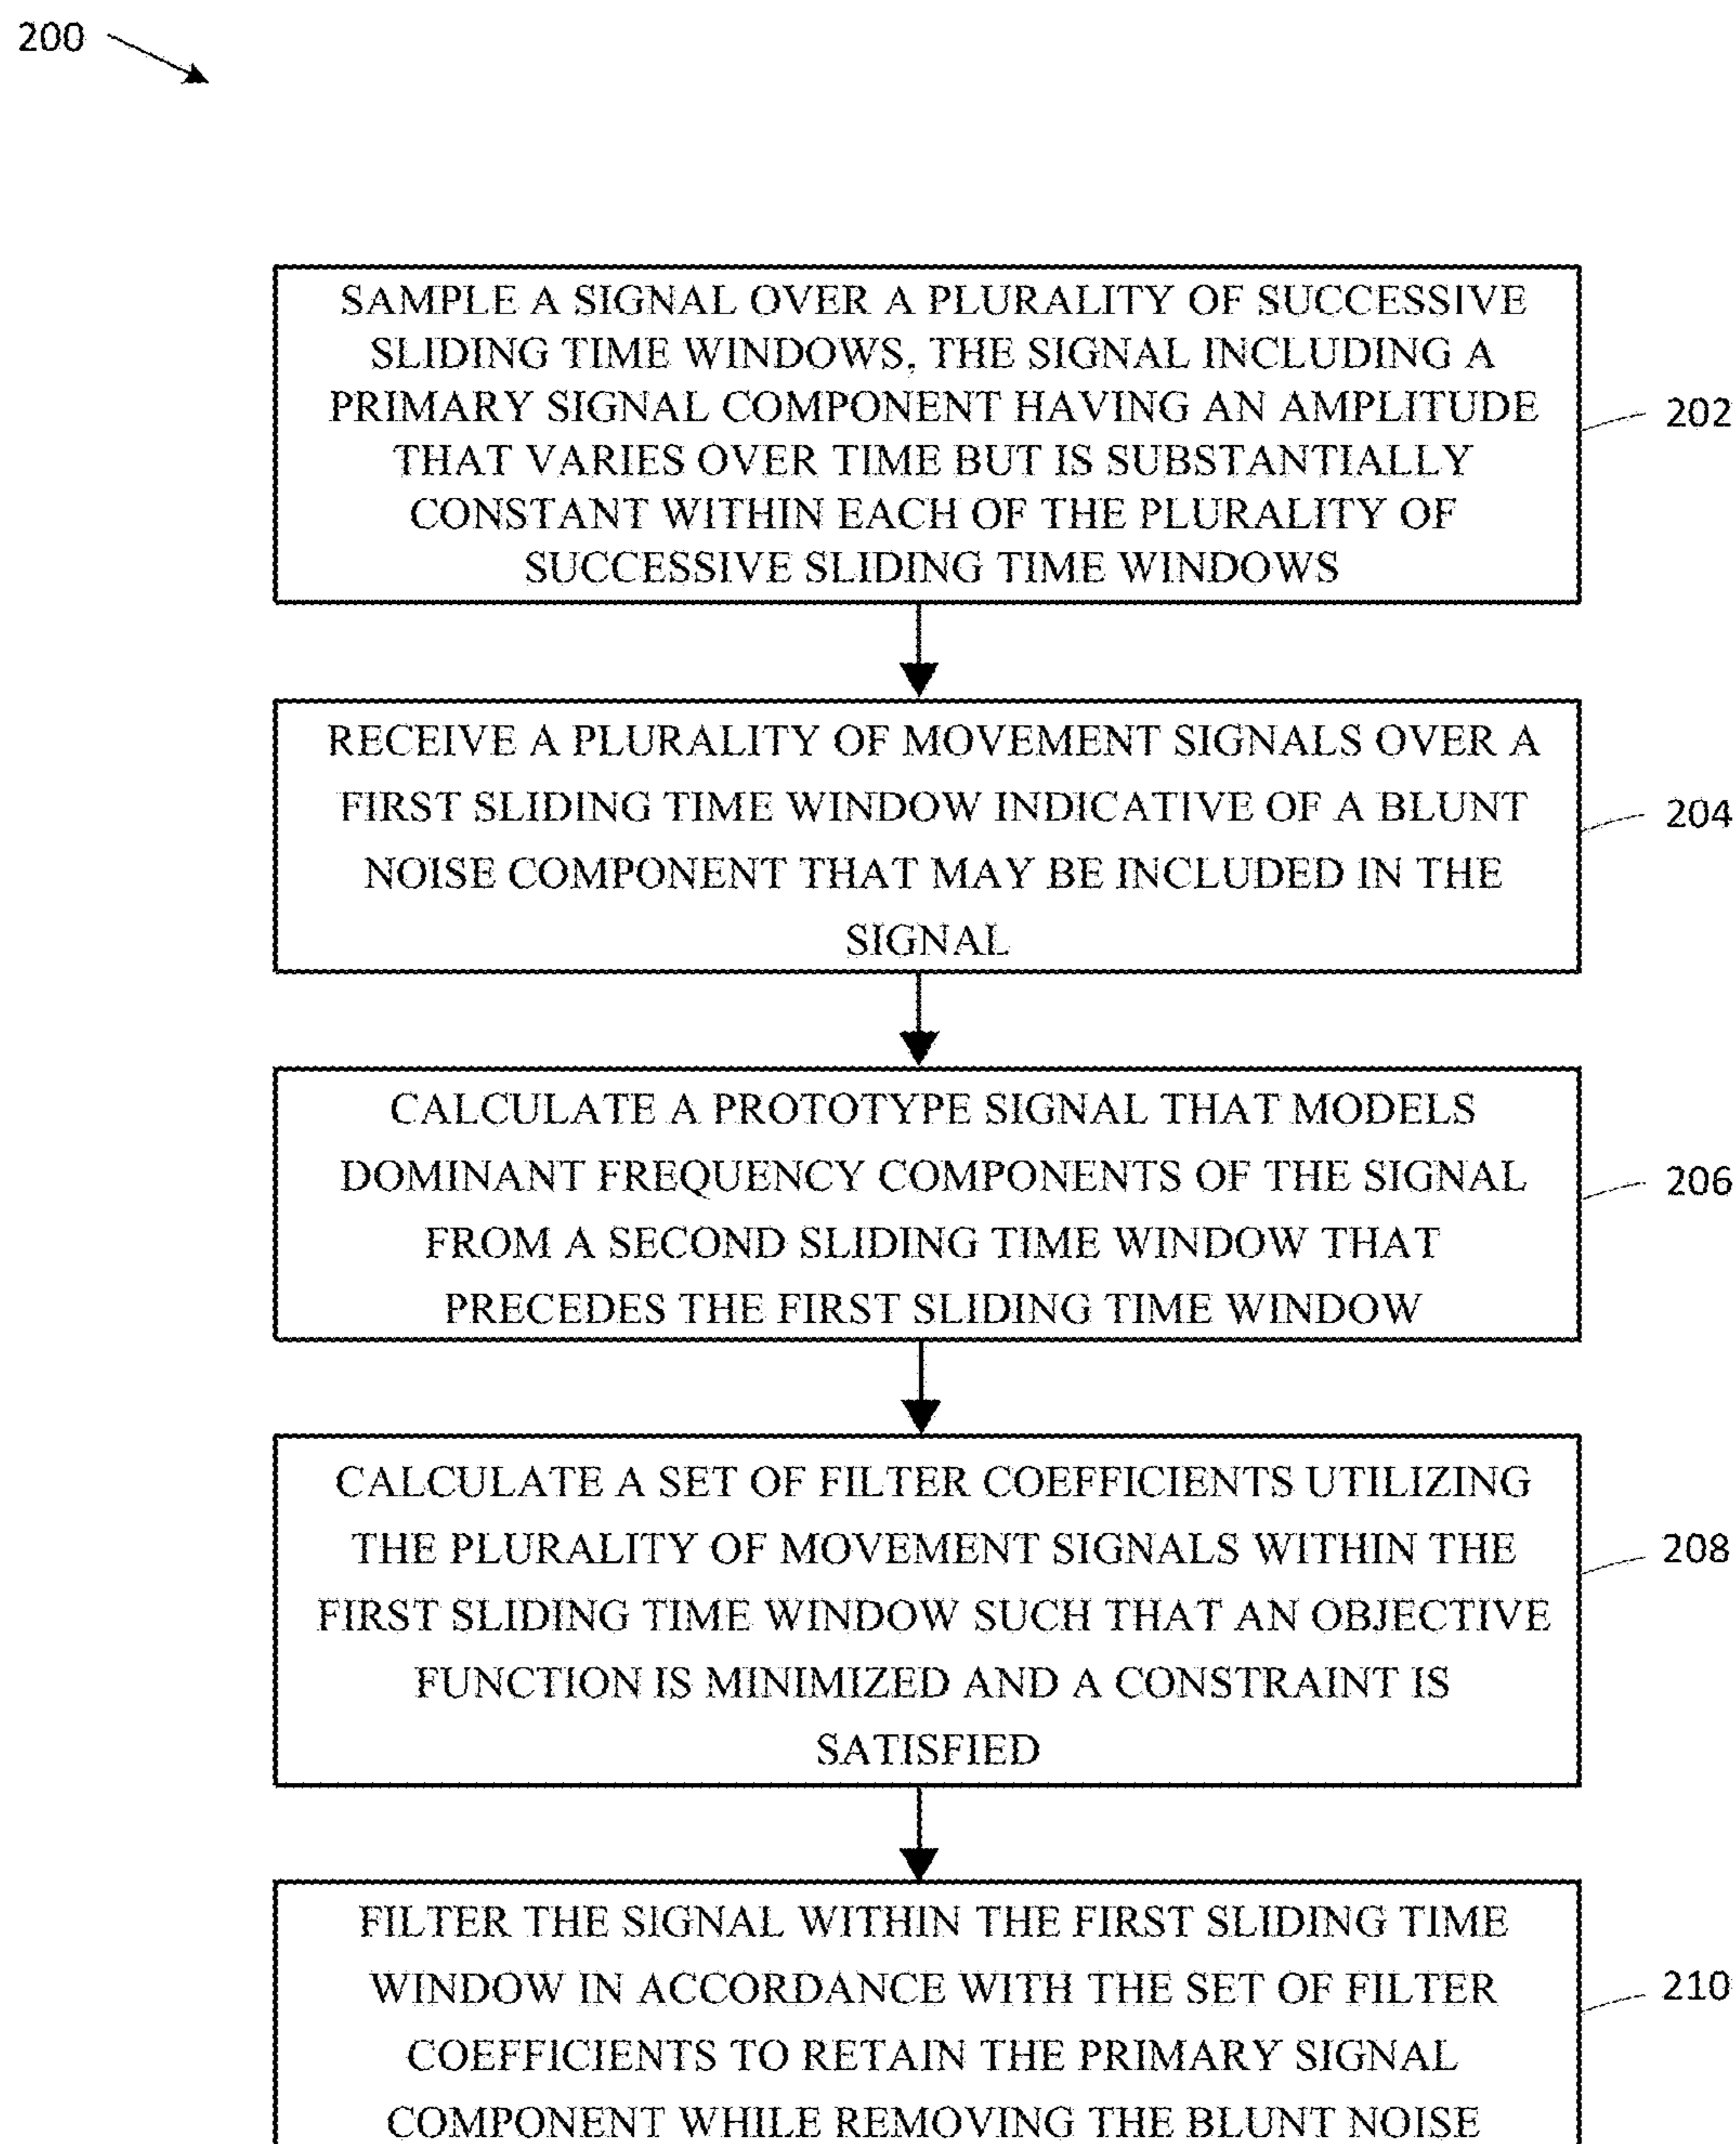 200
SAMPLE A SIGNAL OVER A PLURALITY OF SUCCESSIVE
SLIDING TIME WINDOWS, THE SIGNAL INCLUDING A
PRIMARY SIGNAL COMPONENT HAVING AN AMPLITUDE
THAT VARIES OVER TIME BUT IS SUBSTANTIALLY
CONSTANT WITHIN EACH OF THE PLURALITY OF
SUCCESSIVE SLIDING TIME WINDOWS
202
RECEIVE A PLURALITY OF MOVEMENT SIGNALS OVER A
FIRST SLIDING TIME WINDOW INDICATIVE OF A BLUNT
NOISE COMPONENT THAT MAY BE INCLUDED IN THE
SIGNAL
204
CALCULATE A PROTOTYPE SIGNAL THAT MODELS
DOMINANT FREQUENCY COMPONENTS OF THE SIGNAL
FROM A SECOND SLIDING TIME WINDOW THAT
PRECEDES THE FIRST SLIDING TIME WINDOW
206
CALCULATE A SET OF FILTER COEFFICIENTS UTILIZING
THE PLURALITY OF MOVEMENT SIGNALS WITHIN THE
FIRST SLIDING TIME WINDOW SUCH THAT AN OBJECTIVE
FUNCTION IS MINIMIZED AND A CONSTRAINT IS
SATISFIED
208
FILTER THE SIGNAL WITHIN THE FIRST SLIDING TIME
WINDOW IN ACCORDANCE WITH THE SET OF FILTER
COEFFICIENTS TO RETAIN THE PRIMARY SIGNAL
COMPONENT WHILE REMOVING THE BLUNT NOISE
210